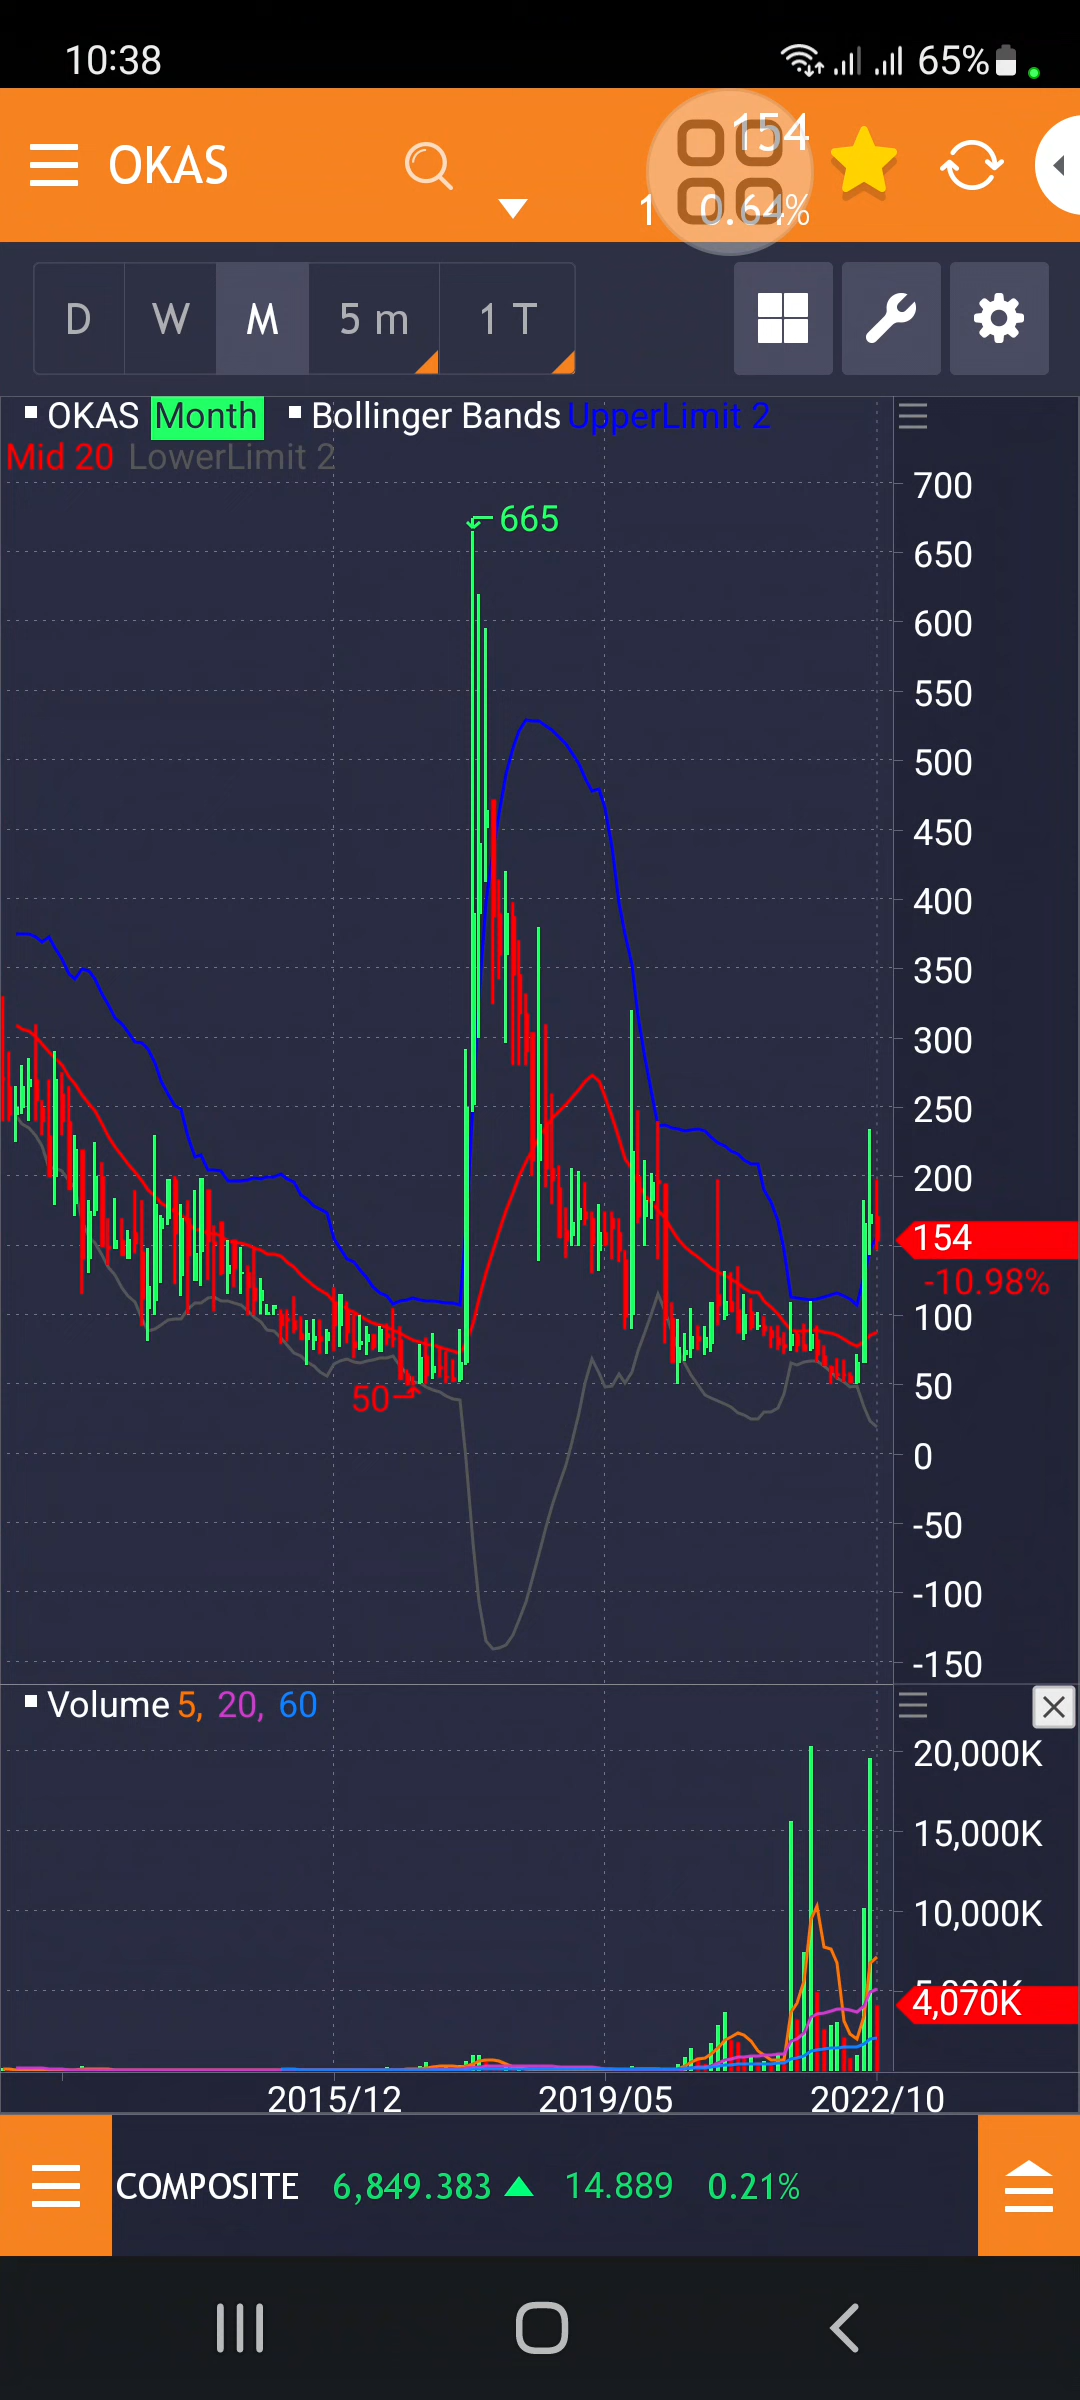 10:38 65%
OKAS 154
1 0.64%
D W M 5 m 1 T
OKAS Month Bollinger Bands UpperLimit 2
Mid 20 LowerLimit 2
700
665
650
600
550
500
450
400
350
300
250
200
154
-10.98%
100
50
50
0
-50
-100
-150
Volume 5, 20, 60
20,000K
15,000K
10,000K
4,070K
2015/12 2019/05 2022/10
COMPOSITE 6,849.383 ▲ 14.889 0.21%